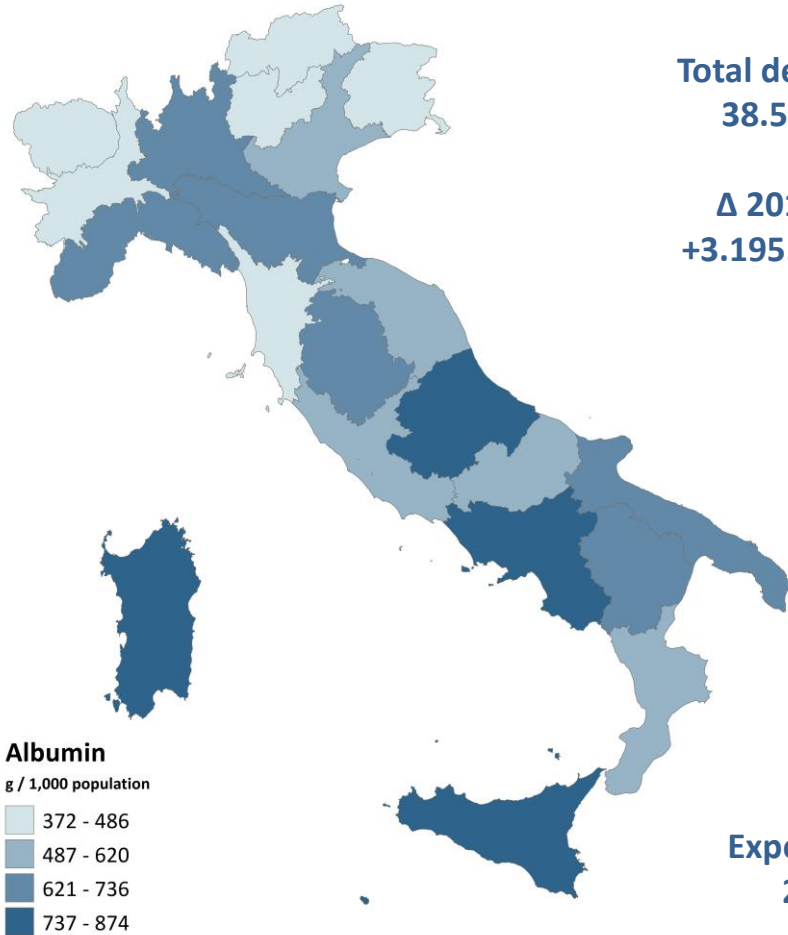 Total de
38.5
Δ 201
+3.195.
Albumin
g / 1,000 population
372 - 486
487 - 620
621 - 736
737 - 874
Expe
2